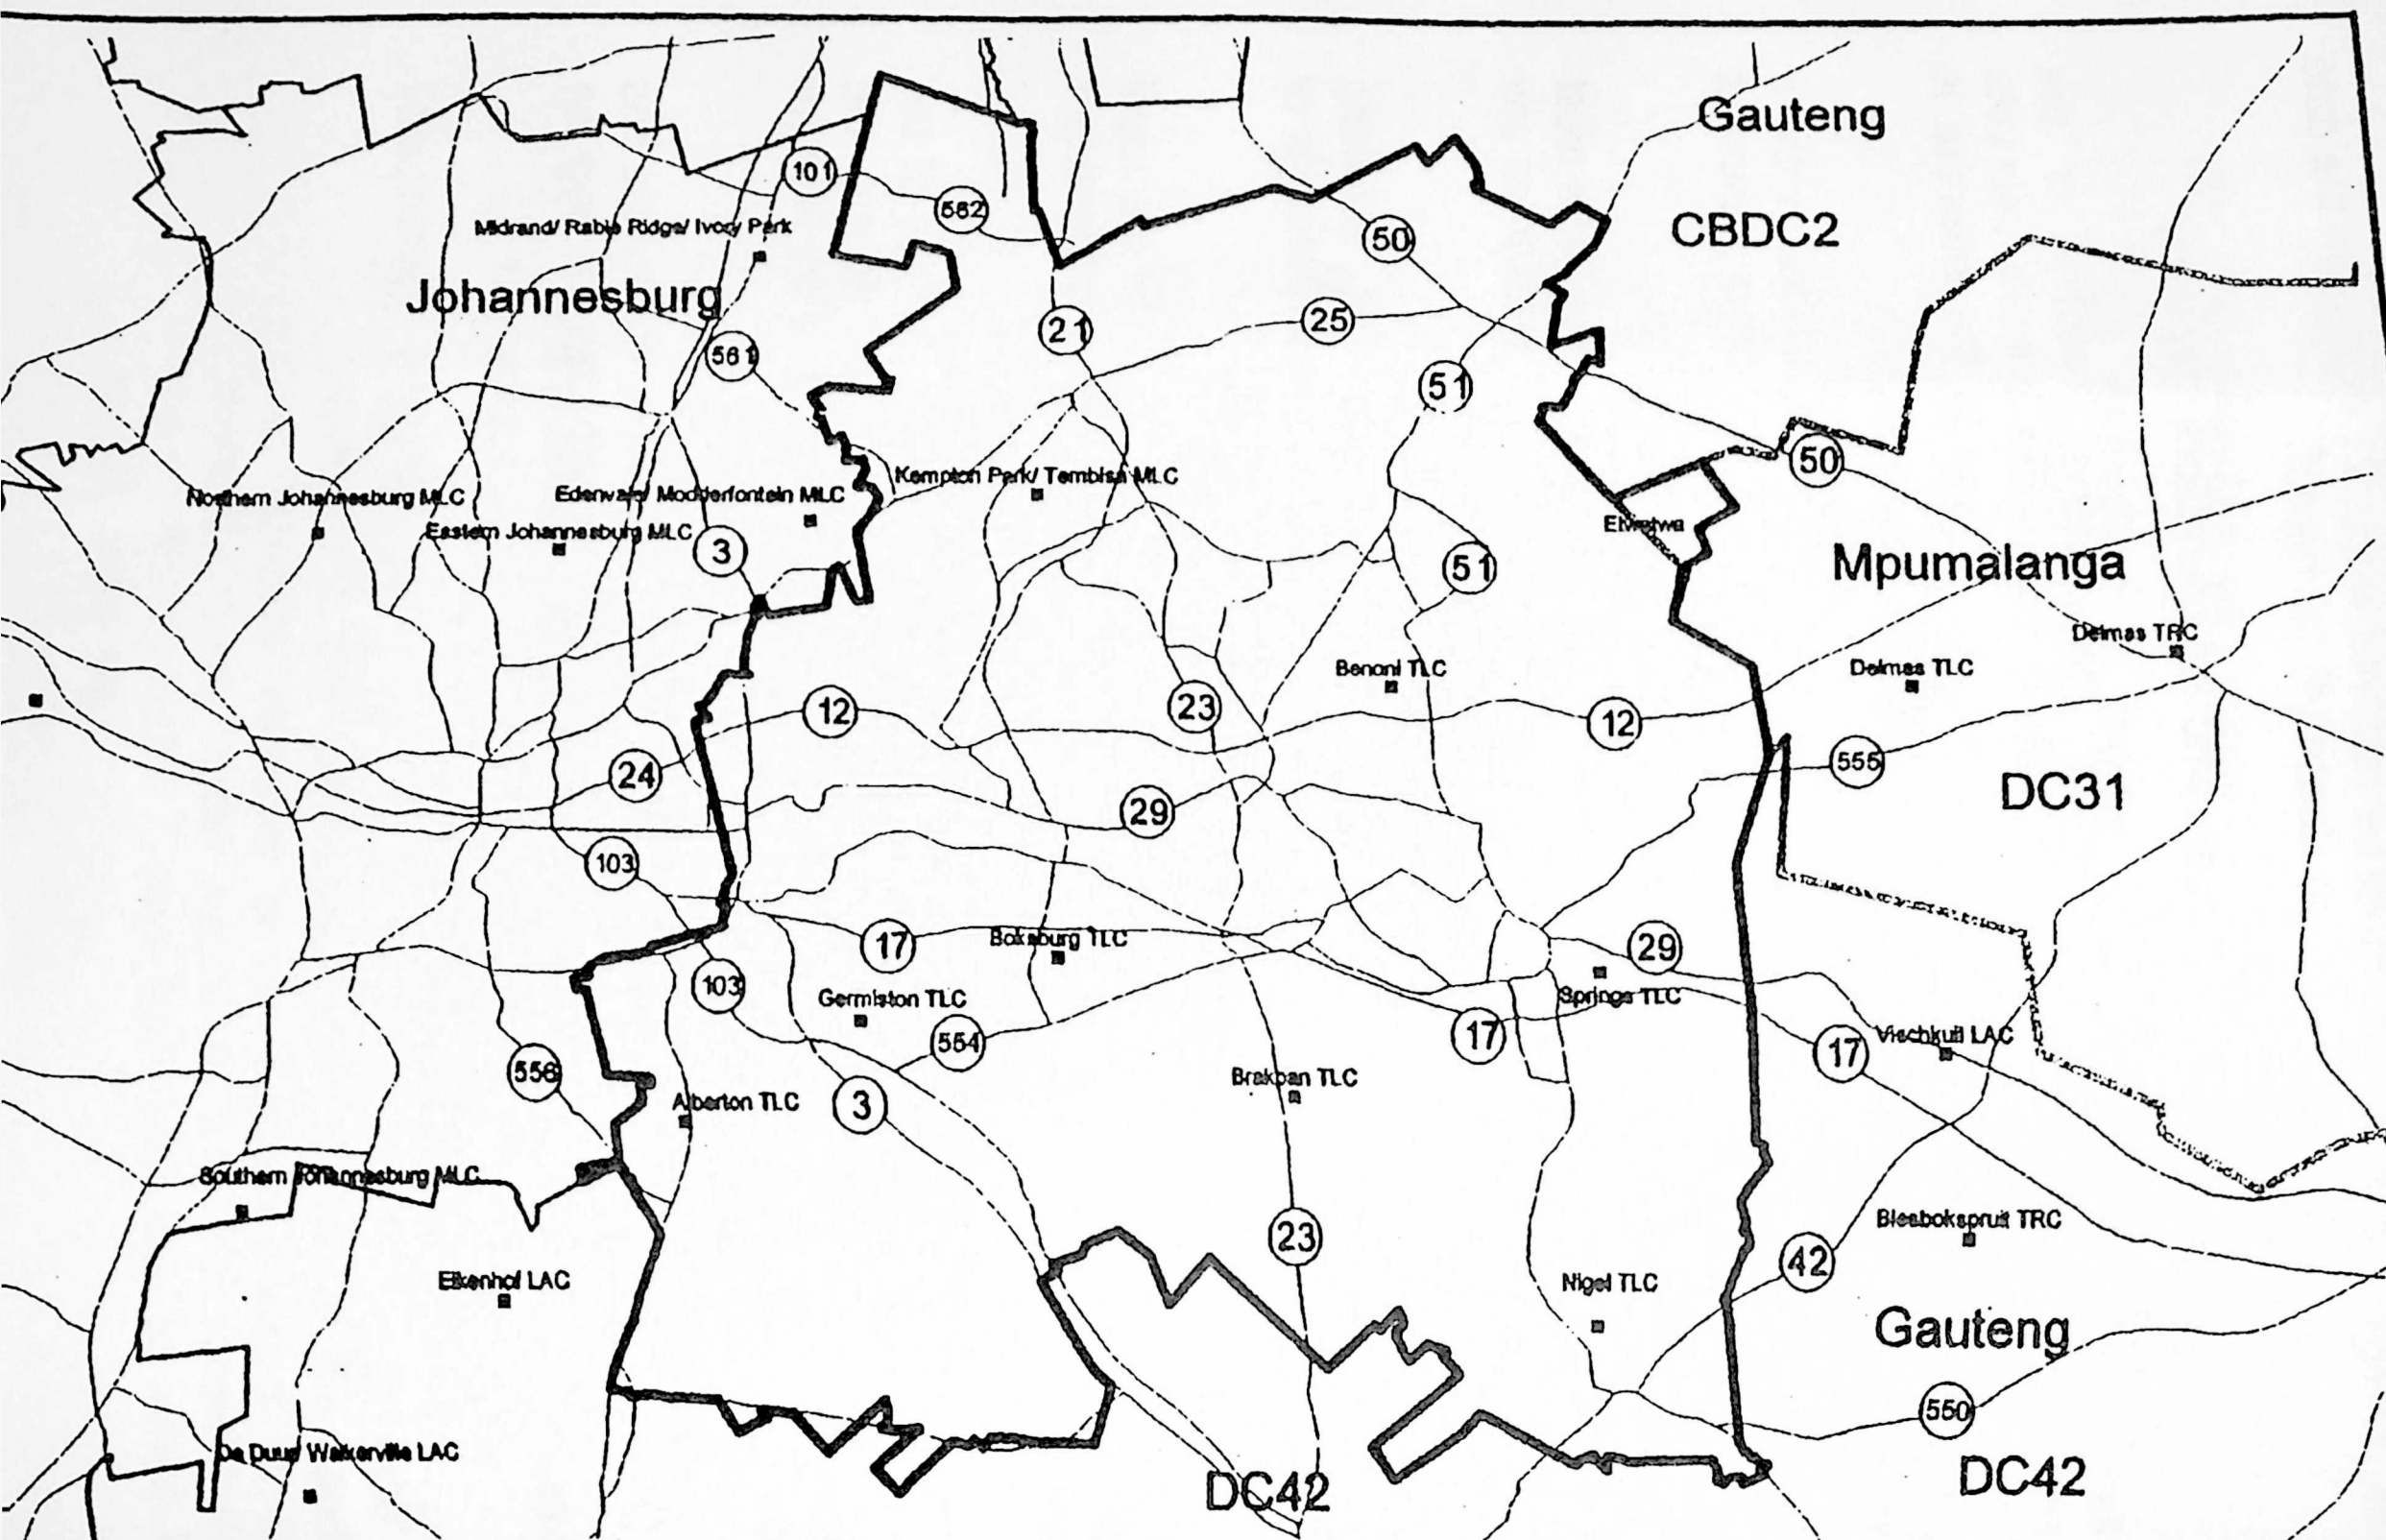 Gauteng
101
Midrand/ Rabie Ridge/ Ivory Park
562
CBDC2
50
Johannesburg
21
25
561
51
50
Kempton Park/ Tembisa MLC
Northern Johannesburg MLC
Edenvale/ Modderfontein MLC
Eastern Johannesburg MLC
3
51
Mpumalanga
Delmas TRC
Benoni TLC
Delmas TLC
12
23
12
24
555
DC31
29
103
17
Boksburg TLC
29
103
Germiston TLC
Springs TLC
17
554
Vischkuil LAC
17
556
Brakpan TLC
Alberton TLC
3
Southern Johannesburg MLC
Blesbokspruit TRC
23
42
Eikenhof LAC
Nigel TLC
Gauteng
550
De Duur/ Walkerville LAC
DC42
DC42